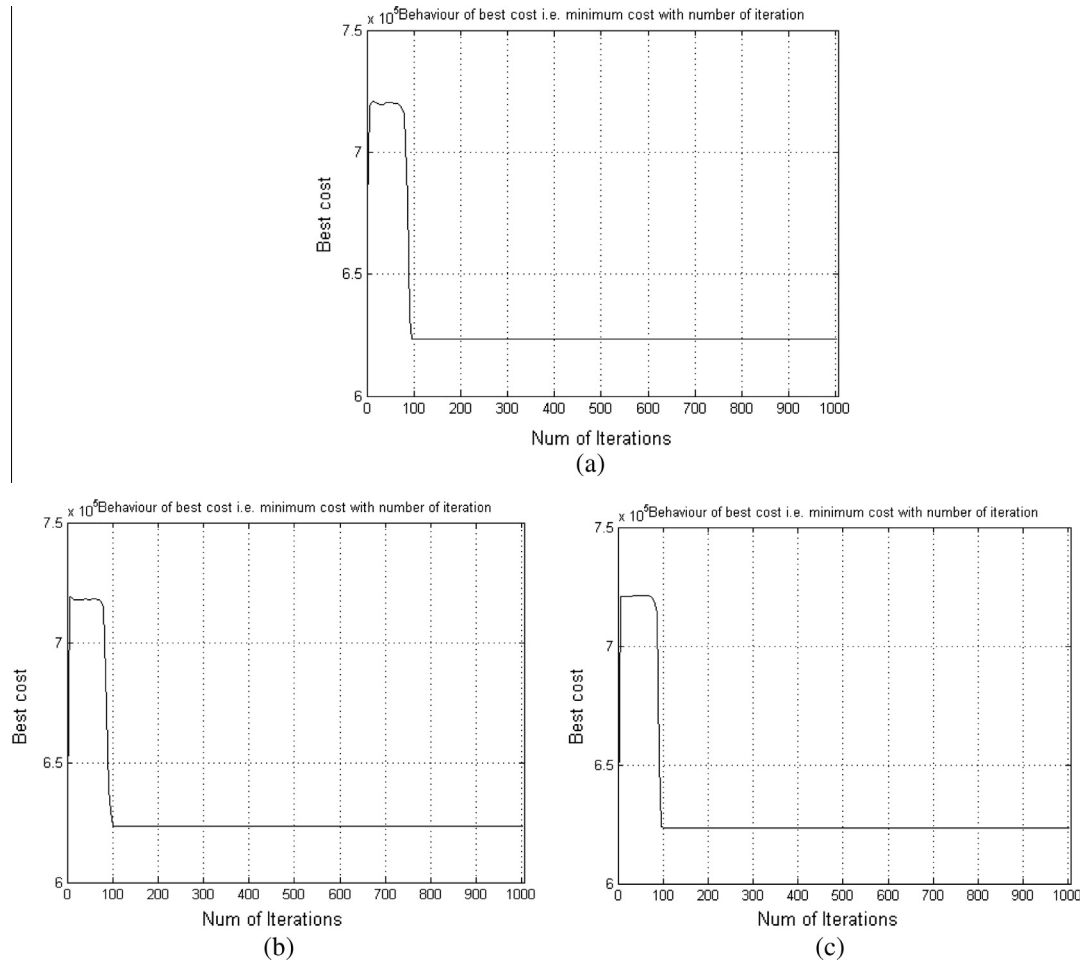 x 10^5 Behaviour of best cost i.e. minimum cost with number of iteration
7.5
7
6.5
6
Best cost
0 100 200 300 400 500 600 700 800 900 1000
Num of Iterations
(a)
x 10^5 Behaviour of best cost i.e. minimum cost with number of iteration
7.5
7
6.5
6
Best cost
0 100 200 300 400 500 600 700 800 900 1000
Num of Iterations
(b)
x 10^5 Behaviour of best cost i.e. minimum cost with number of iteration
7.5
7
6.5
6
Best cost
0 100 200 300 400 500 600 700 800 900 1000
Num of Iterations
(c)